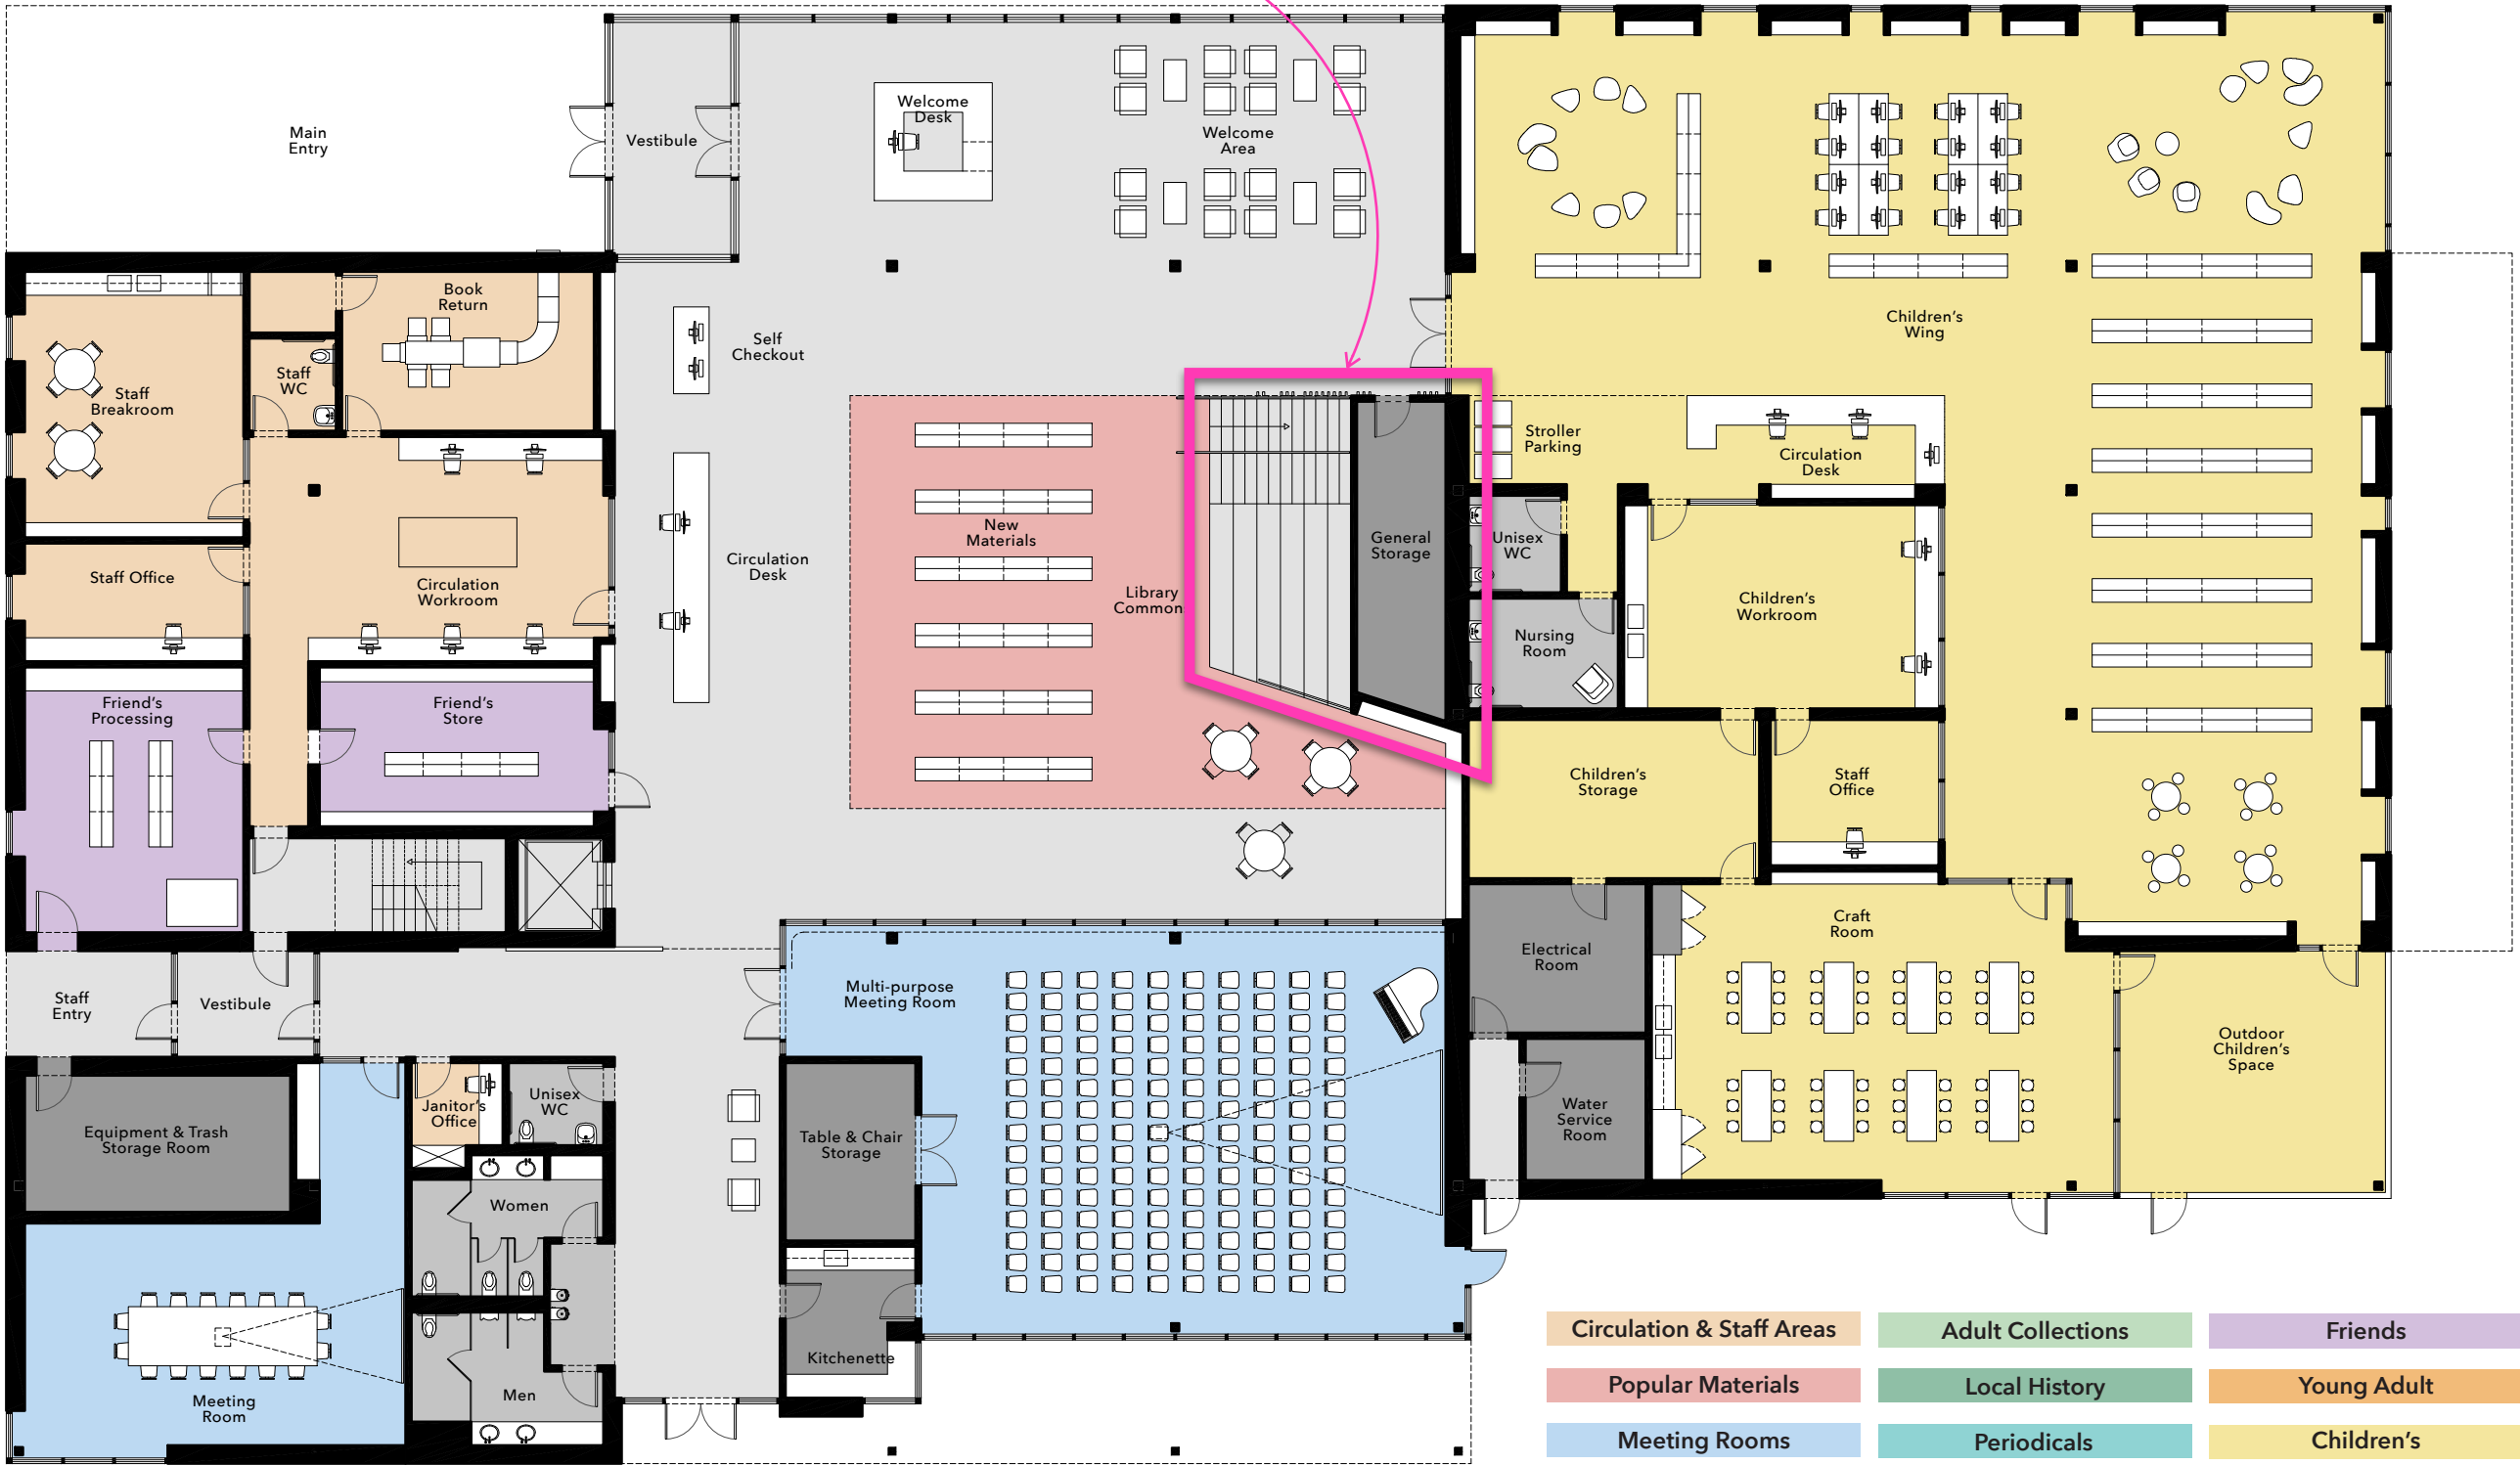 Main
Entry
Vestibule
Welcome
Desk
Welcome
Area
Book
Return
Self
Checkout
Staff
WC
Staff
Breakroom
Children's
Wing
Stroller
Parking
Circulation
Desk
New
Materials
General
Storage
Unisex
WC
Circulation
Desk
Staff Office
Circulation
Workroom
Library
Common
Children's
Workroom
Nursing
Room
Friend's
Processing
Friend's
Store
Children's
Storage
Staff
Office
Craft
Room
Electrical
Room
Staff
Entry
Vestibule
Multi-purpose
Meeting Room
Outdoor
Children's
Space
Janitor's
Office
Unisex
WC
Equipment & Trash
Storage Room
Table & Chair
Storage
Water
Service
Room
Women
Kitchenette
Men
Meeting
Room
Circulation & Staff Areas
Adult Collections
Friends
Popular Materials
Local History
Young Adult
Meeting Rooms
Periodicals
Children's